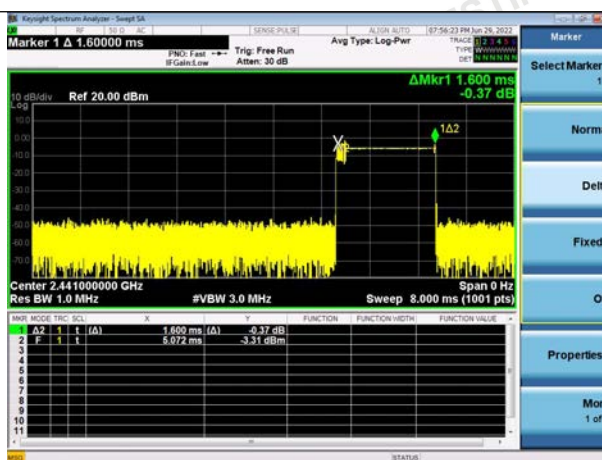 Keysight Spectrum Analyzer - Swept SA
RF 50 Ω AC SENSE:PULSE ALIGN AUTO 07:56:23 PM Jun 29, 2022
Marker 1 Δ 1.60000 ms
PNO: Fast Trig: Free Run Avg Type: Log-Pwr TRACE 1 2 3 4 5
IFGain:Low Atten: 30 dB TYPE
DET N N N N N N
Marker
Select Marker
1
Norm
Delt
Fixed
O
Properties
Mor
1 of
ΔMkr1 1.600 ms
-0.37 dB
10 dB/div Ref 20.00 dBm
Log
10.0
0.00
-10.0
-20.0
-30.0
-40.0
-50.0
-60.0
-70.0
1Δ2
Center 2.441000000 GHz Span 0 Hz
Res BW 1.0 MHz #VBW 3.0 MHz Sweep 8.000 ms (1001 pts)
MKR MODE TRC SCL X Y FUNCTION FUNCTION WIDTH FUNCTION VALUE
1 Δ2 1 t (Δ) 1.600 ms (Δ) -0.37 dB
2 F 1 t 5.072 ms -3.31 dBm
3
4
5
6
7
8
9
10
11
MSG STATUS